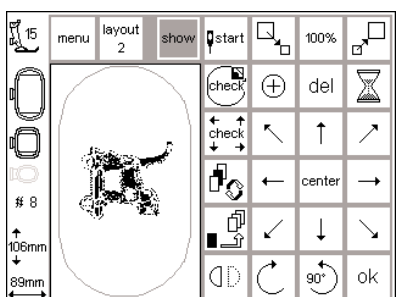 15
menu
layout
2
show
start
100%
check
del
check
center
# 8
106mm
89mm
90°
ok